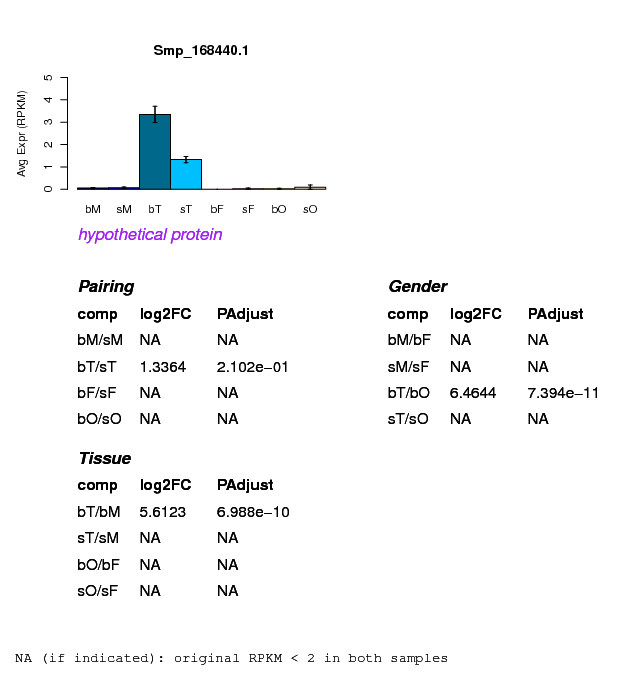 Smp_168440.1
Avg Expr (RPKM)
5
4
3
2
1
0
bM sM bT sT bF sF bO sO
hypothetical protein
Pairing
comp log2FC PAdjust
bM/sM NA NA
bT/sT 1.3364 2.102e−01
bF/sF NA NA
bO/sO NA NA
Gender
comp log2FC PAdjust
bM/bF NA NA
sM/sF NA NA
bT/bO 6.4644 7.394e−11
sT/sO NA NA
Tissue
comp log2FC PAdjust
bT/bM 5.6123 6.988e−10
sT/sM NA NA
bO/bF NA NA
sO/sF NA NA
NA (if indicated): original RPKM < 2 in both samples